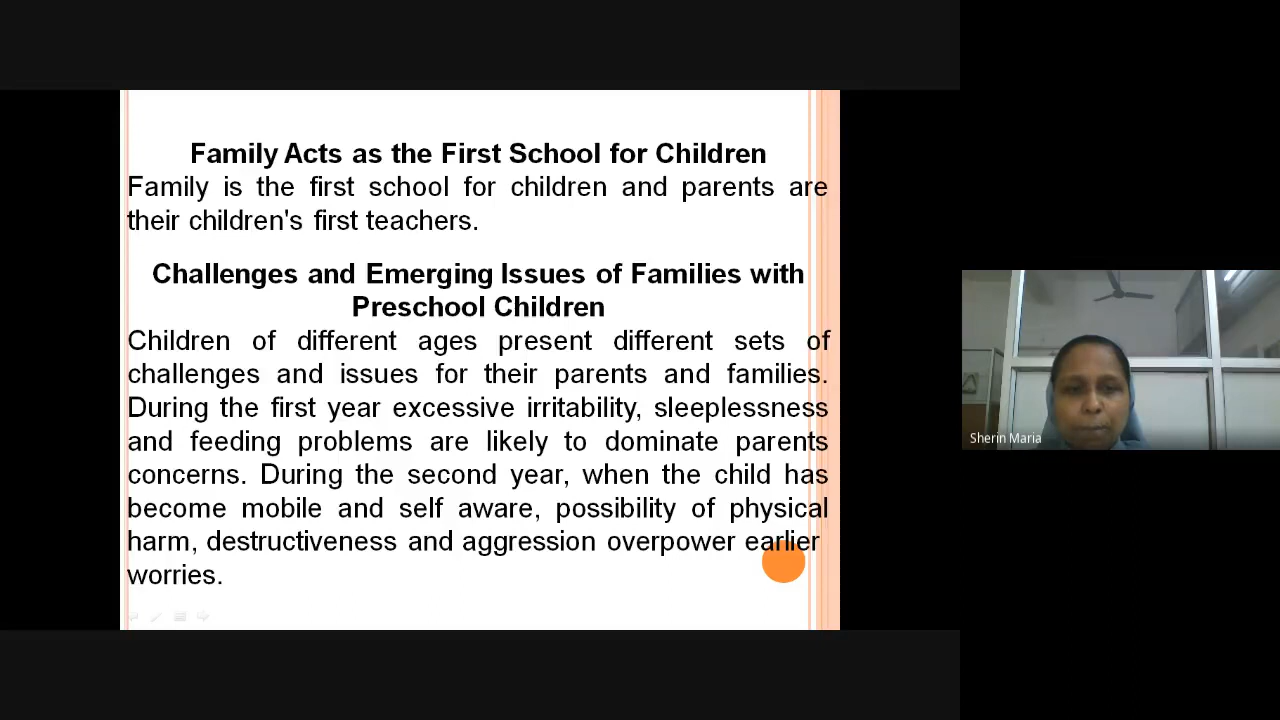 Family Acts as the First School for Children
Family is the first school for children and parents are
their children's first teachers.
Challenges and Emerging Issues of Families with
Preschool Children
Children of different ages present different sets of
challenges and issues for their parents and families.
During the first year excessive irritability, sleeplessness
and feeding problems are likely to dominate parents
concerns. During the second year, when the child has
become mobile and self aware, possibility of physical
harm, destructiveness and aggression overpower earlier
worries.
Sherin Maria